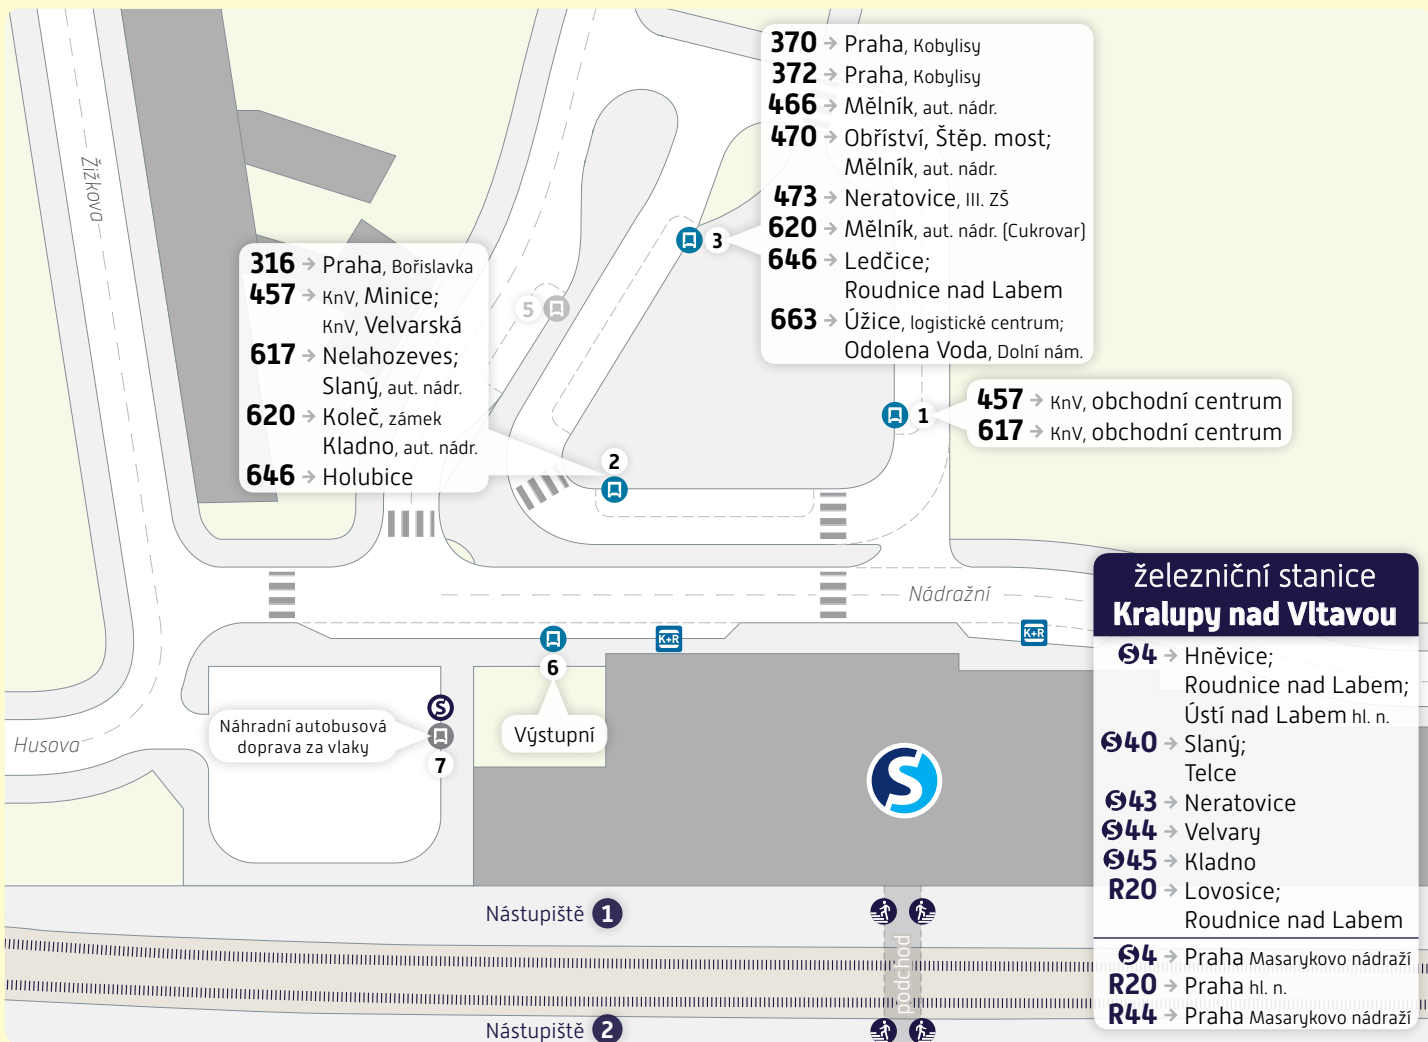 370 → Praha, Kobylisy
372 → Praha, Kobylisy
466 → Mělník, aut. nádr.
470 → Obříství, Štěp. most;
Mělník, aut. nádr.
473 → Neratovice, III. ZŠ
620 → Mělník, aut. nádr. (Cukrovar)
646 → Ledčice;
Roudnice nad Labem
663 → Úžice, logistické centrum;
Odolena Voda, Dolní nám.
3
Žižkova
316 → Praha, Bořislavka
457 → KnV, Minice;
KnV, Velvarská
617 → Nelahozeves;
Slaný, aut. nádr.
620 → Koleč, zámek
Kladno, aut. nádr.
646 → Holubice
5
2
1
457 → KnV, obchodní centrum
617 → KnV, obchodní centrum
Nádražní
K+R
K+R
6
Výstupní
Husova
Náhradní autobusová
doprava za vlaky
S
7
S
železniční stanice
Kralupy nad Vltavou
S4 → Hněvice;
Roudnice nad Labem;
Ústí nad Labem hl. n.
S40 → Slaný;
Telce
S43 → Neratovice
S44 → Velvary
S45 → Kladno
R20 → Lovosice;
Roudnice nad Labem
S4 → Praha Masarykovo nádraží
R20 → Praha hl. n.
R44 → Praha Masarykovo nádraží
Nástupiště 1
podchod
Nástupiště 2